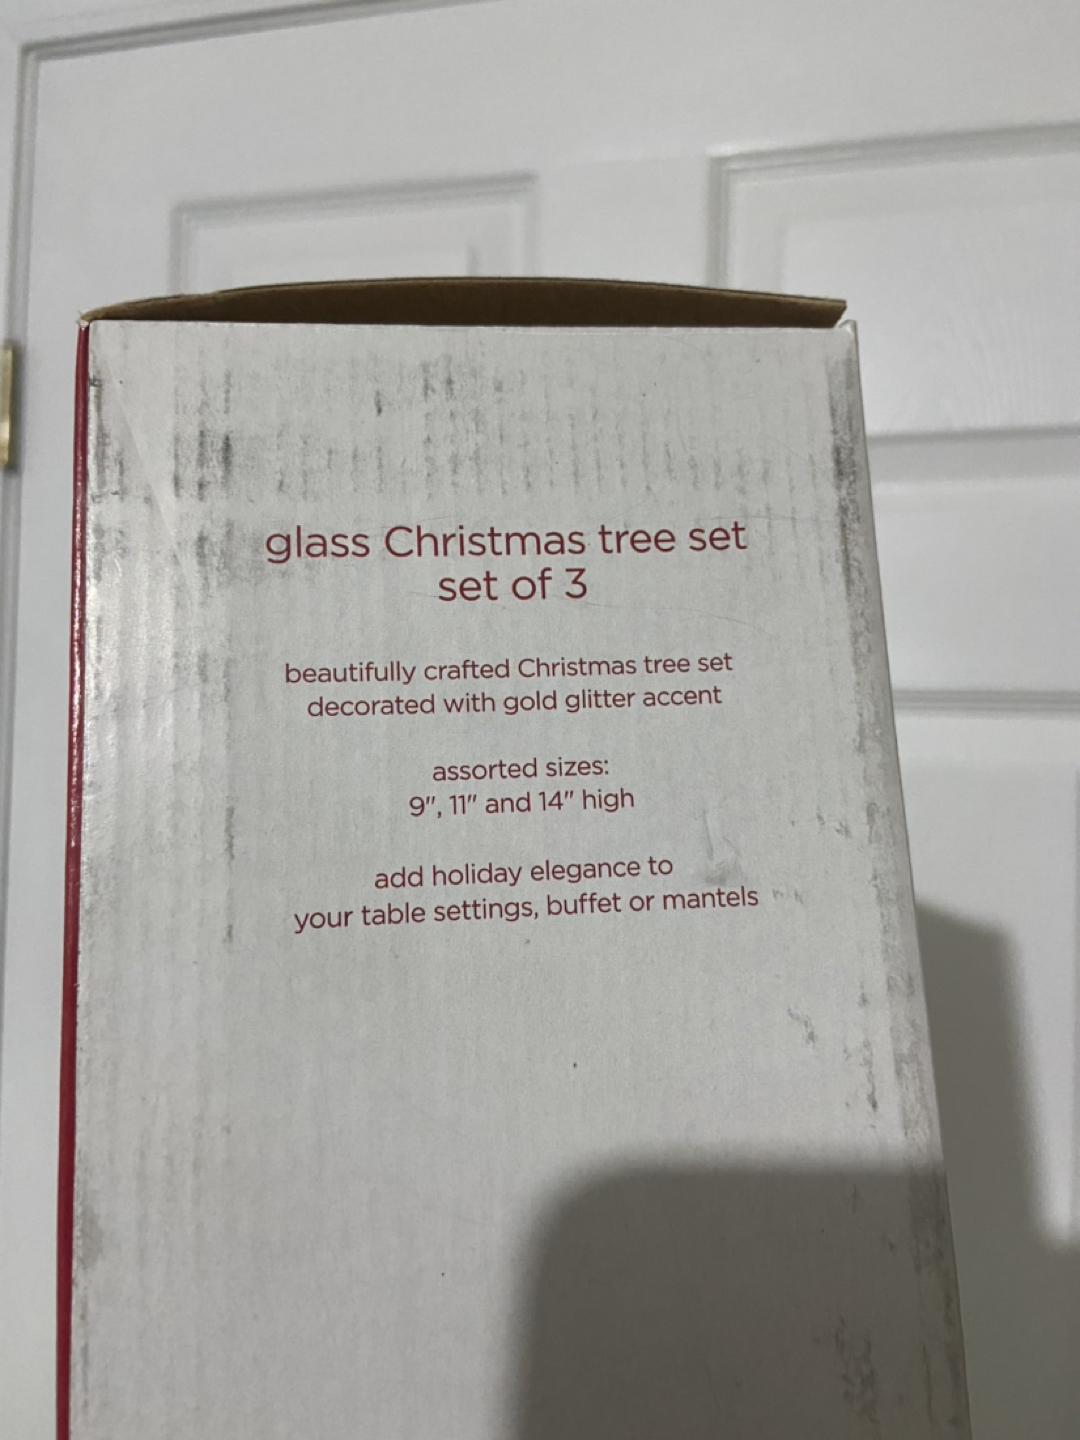 glass Christmas tree set
set of 3
beautifully crafted Christmas tree set
decorated with gold glitter accent
assorted sizes:
9", 11" and 14" high
add holiday elegance to
your table settings, buffet or mantels